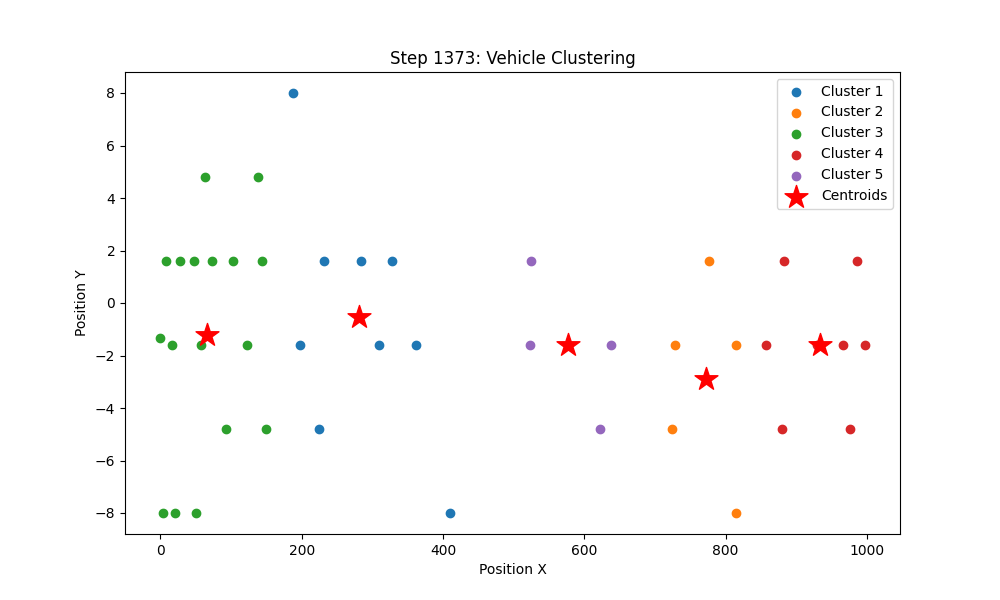 Step 1373: Vehicle Clustering
Cluster 1
Cluster 2
Cluster 3
Cluster 4
Cluster 5
Centroids
Position Y
8
6
4
2
0
−2
−4
−6
−8
0 200 400 600 800 1000
Position X